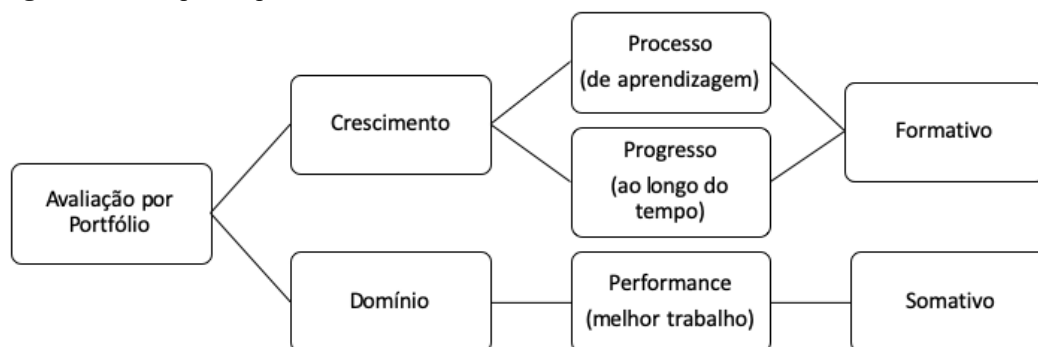 Processo
(de aprendizagem)
Crescimento
Formativo
Progresso
(ao longo do
tempo)
Avaliação por
Portfólio
Domínio
Performance
(melhor trabalho)
Somativo